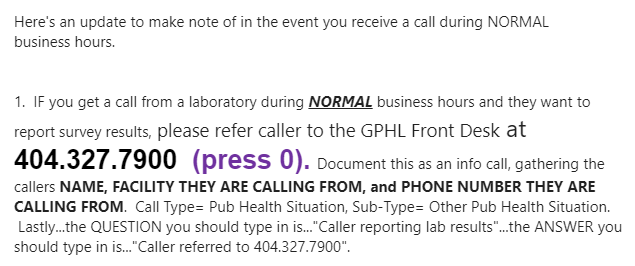 Here's an update to make note of in the event you receive a call during NORMAL
business hours.
1.  IF you get a call from a laboratory during NORMAL business hours and they want to
report survey results, please refer caller to the GPHL Front Desk at
404.327.7900  (press 0). Document this as an info call, gathering the
callers NAME, FACILITY THEY ARE CALLING FROM, and PHONE NUMBER THEY ARE
CALLING FROM.  Call Type= Pub Health Situation, Sub-Type= Other Pub Health Situation.
Lastly...the QUESTION you should type in is..."Caller reporting lab results"...the ANSWER you
should type in is..."Caller referred to 404.327.7900".